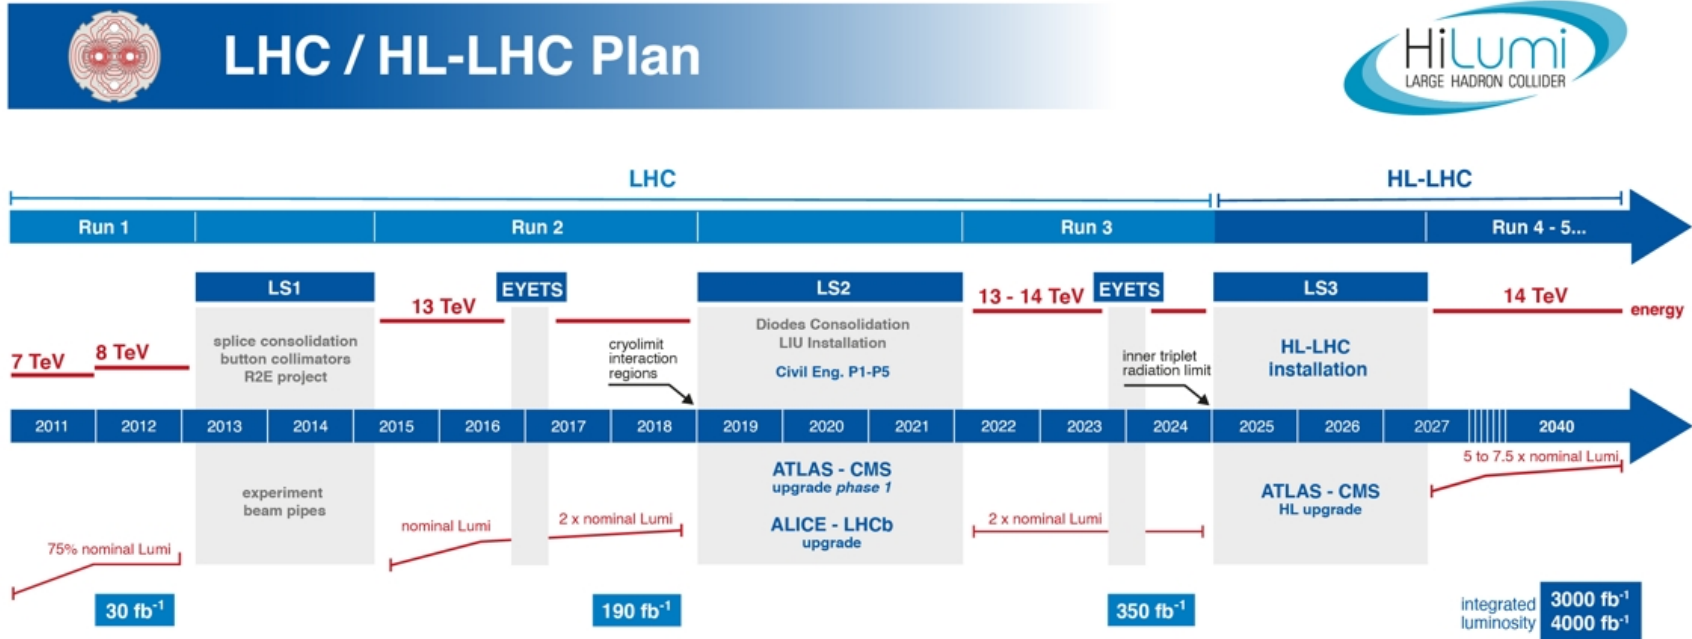 LHC / HL-LHC Plan
HiLumi
LARGE HADRON COLLIDER
LHC
HL-LHC
Run 1
Run 2
Run 3
Run 4 - 5...
LS1
EYETS
LS2
EYETS
LS3
13 TeV
13 - 14 TeV
14 TeV
energy
7 TeV
8 TeV
splice consolidation
button collimators
R2E project
cryolimit
interaction
regions
Diodes Consolidation
LIU Installation
Civil Eng. P1-P5
inner triplet
radiation limit
HL-LHC
installation
2011
2012
2013
2014
2015
2016
2017
2018
2019
2020
2021
2022
2023
2024
2025
2026
2027
2040
5 to 7.5 x nominal Lumi
experiment
beam pipes
ATLAS - CMS
upgrade phase 1
ALICE - LHCb
upgrade
ATLAS - CMS
HL upgrade
75% nominal Lumi
nominal Lumi
2 x nominal Lumi
2 x nominal Lumi
30 fb⁻¹
190 fb⁻¹
350 fb⁻¹
integrated
luminosity
3000 fb⁻¹
4000 fb⁻¹